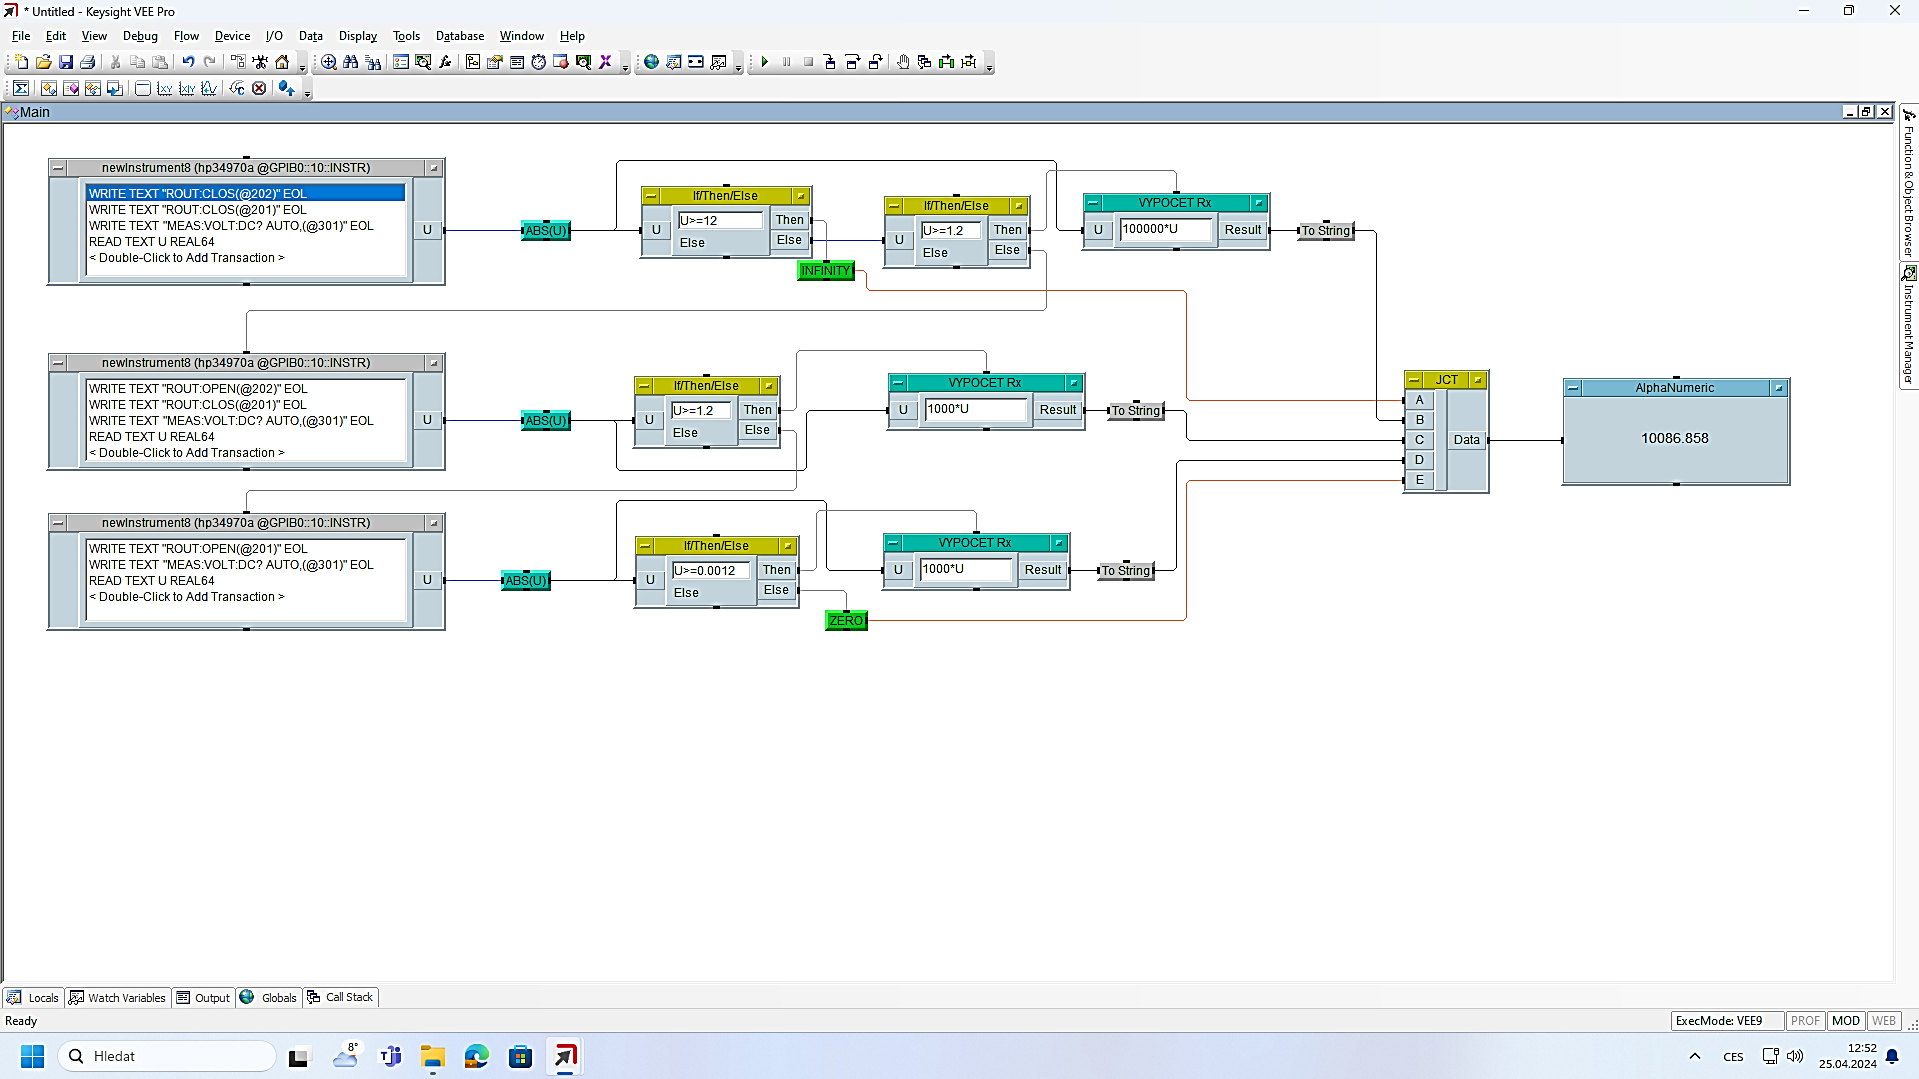 * Untitled - Keysight VEE Pro
File Edit View Debug Flow Device I/O Data Display Tools Database Window Help
Main
newInstrument8 (hp34970a @GPIB0::10::INSTR)
WRITE TEXT "ROUT:CLOS(@202)" EOL
WRITE TEXT "ROUT:CLOS(@201)" EOL
WRITE TEXT "MEAS:VOLT:DC? AUTO,(@301)" EOL
READ TEXT U REAL64
< Double-Click to Add Transaction >
U
ABS(U)
If/Then/Else
U
U>=12
Else
Then
Else
INFINITY
If/Then/Else
U
U>=1.2
Else
Then
Else
VYPOCET Rx
U
100000*U
Result
To String
newInstrument8 (hp34970a @GPIB0::10::INSTR)
WRITE TEXT "ROUT:OPEN(@202)" EOL
WRITE TEXT "ROUT:CLOS(@201)" EOL
WRITE TEXT "MEAS:VOLT:DC? AUTO,(@301)" EOL
READ TEXT U REAL64
< Double-Click to Add Transaction >
U
ABS(U)
If/Then/Else
U
U>=1.2
Else
Then
Else
VYPOCET Rx
U
1000*U
Result
To String
newInstrument8 (hp34970a @GPIB0::10::INSTR)
WRITE TEXT "ROUT:OPEN(@201)" EOL
WRITE TEXT "MEAS:VOLT:DC? AUTO,(@301)" EOL
READ TEXT U REAL64
< Double-Click to Add Transaction >
U
ABS(U)
If/Then/Else
U
U>=0.0012
Else
Then
Else
ZERO
VYPOCET Rx
U
1000*U
Result
To String
JCT
A
B
C
D
E
Data
AlphaNumeric
10086.858
Function & Object Browser
Instrument Manager
Locals Watch Variables Output Globals Call Stack
Ready
ExecMode: VEE9 PROF MOD WEB
Hledat
8°
CES
12:52
25.04.2024